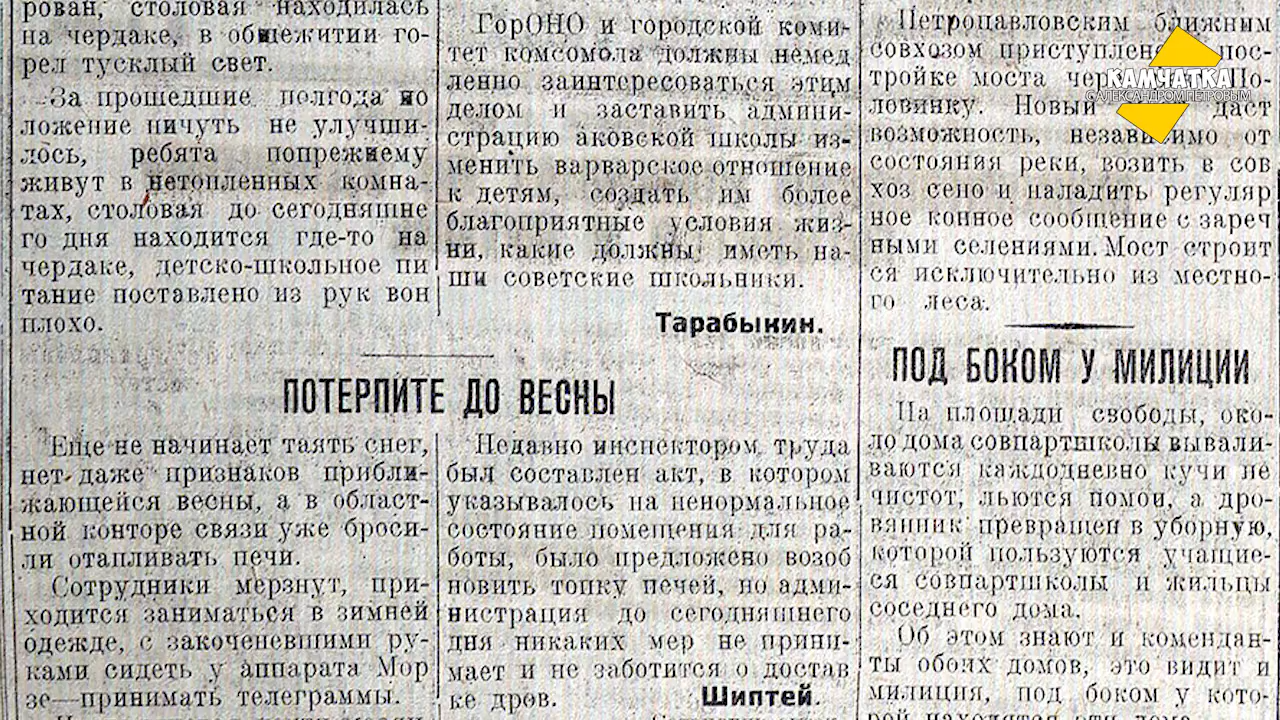 рован, столовая находилась
на чердаке, в общежитии го-
рел тусклый свет.
За прошедшие полгода по
ложение ничуть не улучши-
лось, ребята попрежнему
живут в нетопленных комна-
тах, столовая до сегодняшне
го дня находится где-то на
чердаке, детско-школьное пи
тание поставлено из рук вон
плохо.
ГорОНО и городской коми-
тет комсомола должны немед
ленно заинтересоваться этим
делом и заставить админи-
страцию аковской школы из-
менить варварское отношение
к детям, создать им более
благоприятные условия жиз-
ни, какие должны иметь на-
ши советские школьники.
Тарабыкин.
ПОТЕРПИТЕ ДО ВЕСНЫ
Еще не начинает таять снег,
нет даже признаков прибли-
жающейся весны, а в област-
ной конторе связи уже броси-
ли отапливать печи.
Сотрудники мерзнут, при-
ходится заниматься в зимней
одежде, с закоченевшими ру-
ками сидеть у аппарата Мор
зе—принимать телеграммы.
Недавно инспектором труда
был составлен акт, в котором
указывалось на ненормальное
состояние помещения для ра-
боты, было предложено возоб
новить топку печей, но адми-
нистрация до сегодняшнего
дня никаких мер не прини-
мает и не заботится о достав
ке дров.
Шиптей.
Петропавловским ближним
совхозом приступлено пос-
тройке моста По-
ловинку. Новый даст
возможность, независимо от
состояния реки, возить в сов
хоз сено и наладить регуляр
ное конное сообщение с зареч
ными селениями. Мост строит
ся исключительно из местно-
го леса.
ПОД БОКОМ У МИЛИЦИИ
На площади свободы, око-
ло дома совпартшколы вывали-
ваются каждодневно кучи не
чистот, льются помои, а дро-
вянник превращен в уборную,
которой пользуются учащие-
ся совпартшколы и жильцы
соседнего дома.
Об этом знают и комендан-
ты обоих домов, это видит и
милиция, под боком у кото-
рой находятся эти дома.
КАМЧАТКА
С АЛЕКСАНДРОМ ПЕТРОВЫМ